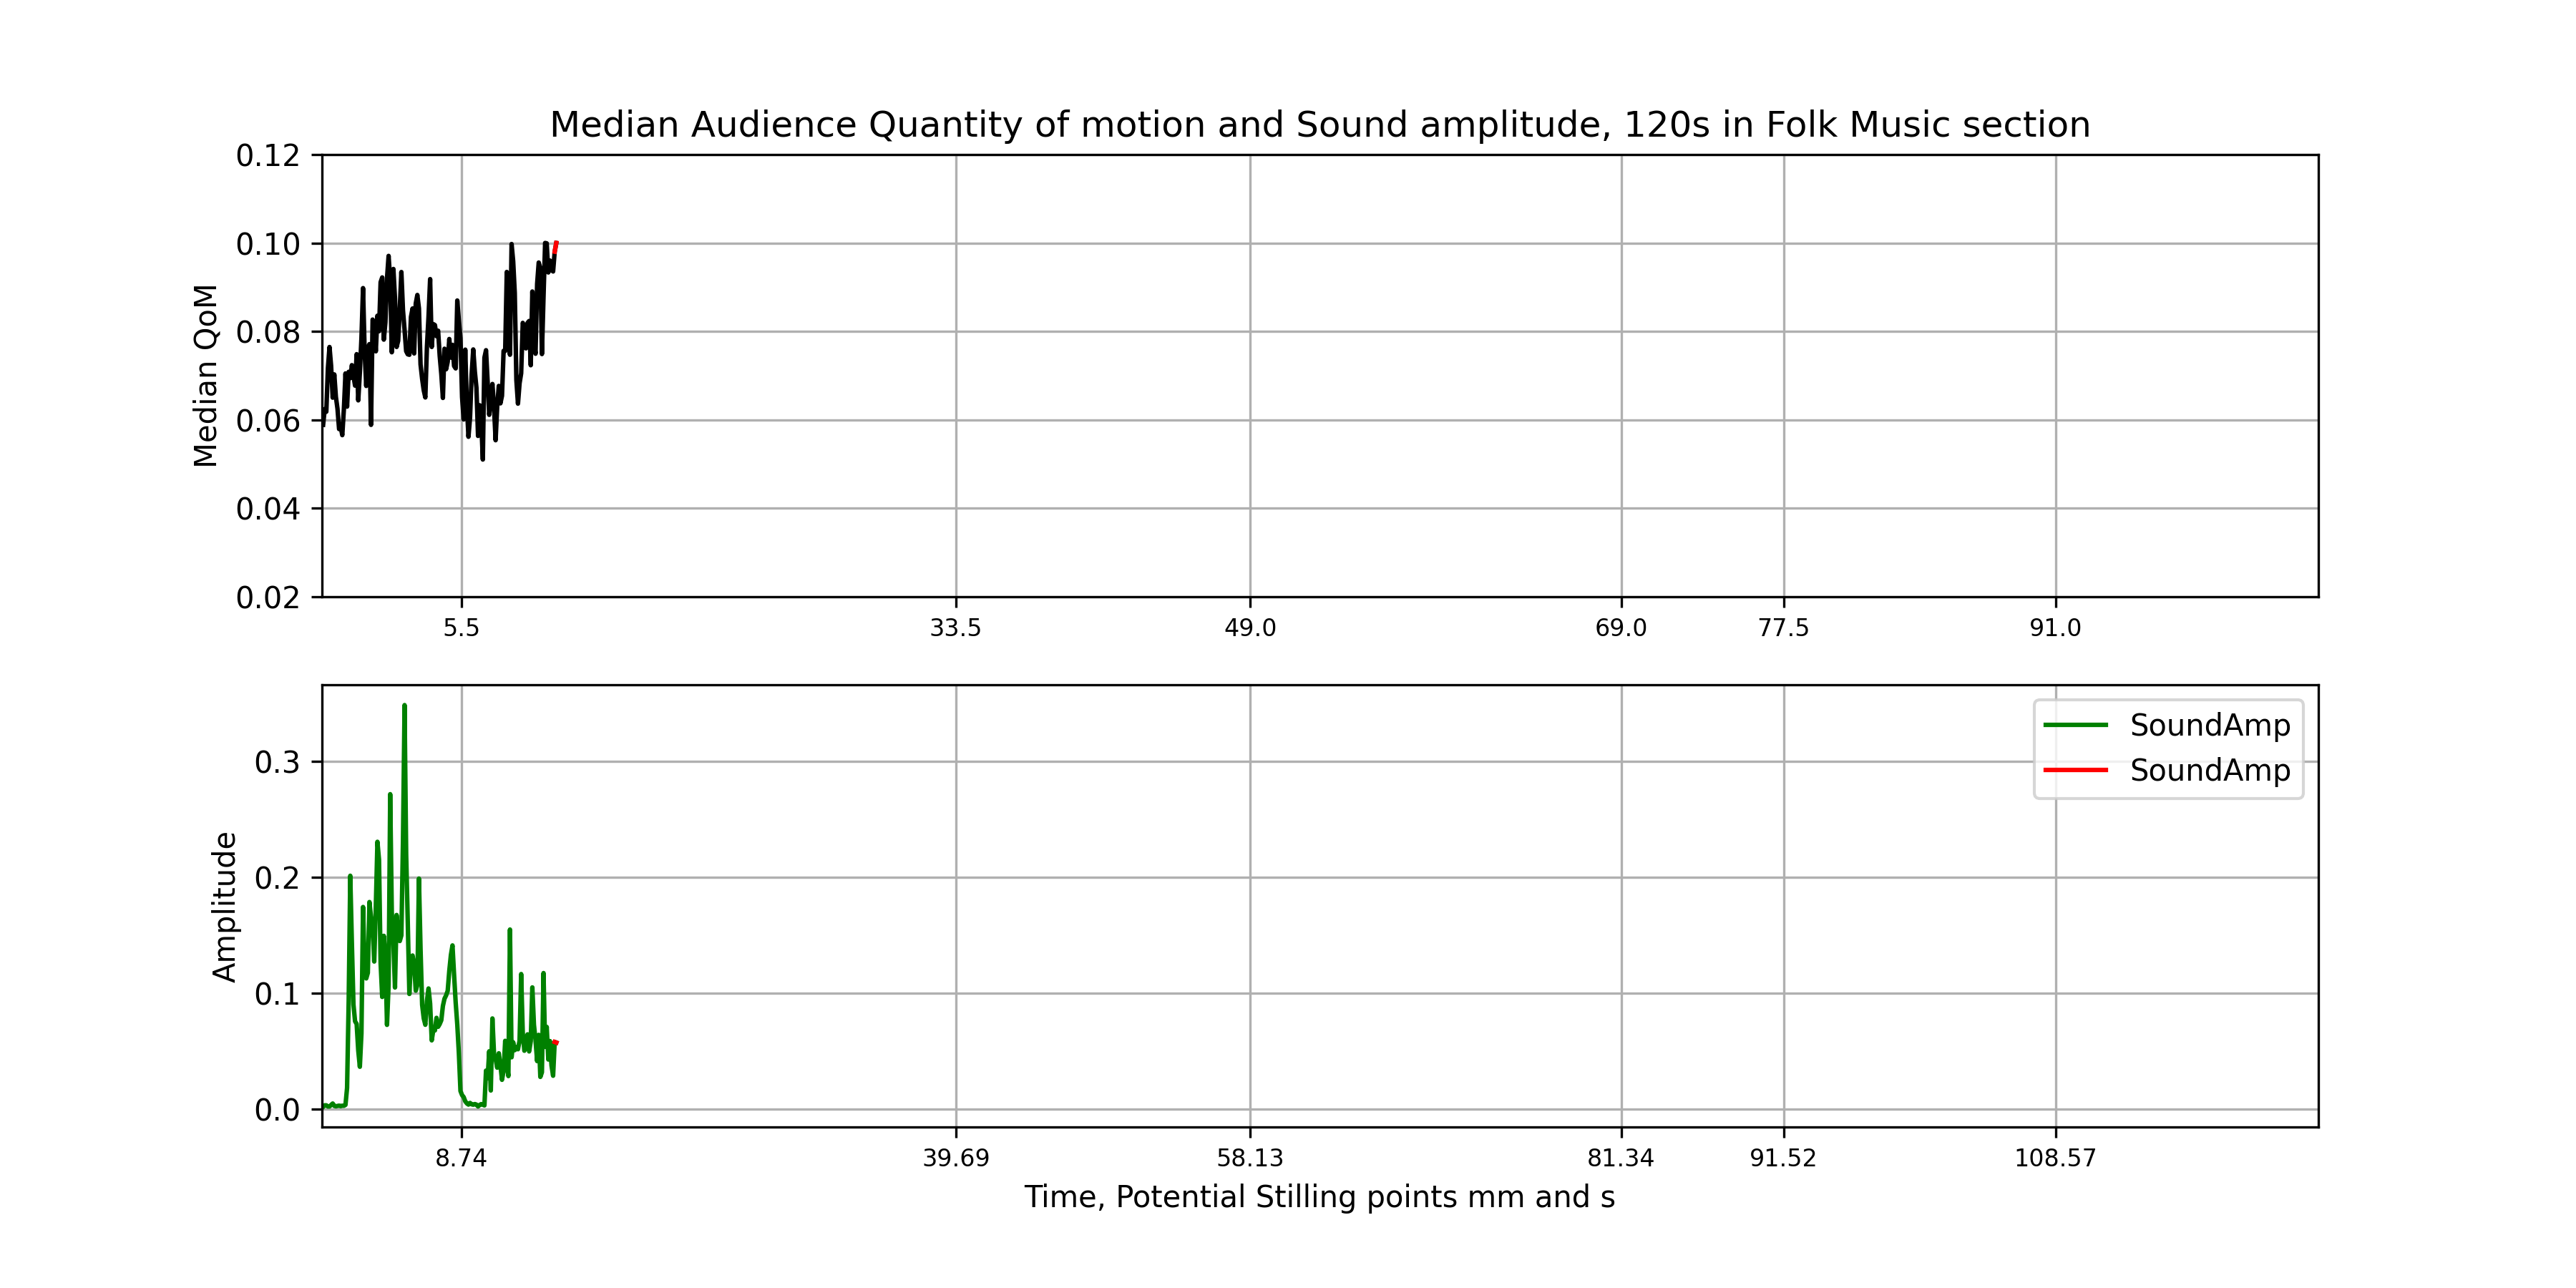 Median Audience Quantity of motion and Sound amplitude, 120s in Folk Music section
0.12
0.10
0.08
0.06
0.04
0.02
Median QoM
5.5 33.5 49.0 69.0 77.5 91.0
SoundAmp
SoundAmp
0.3
0.2
0.1
0.0
Amplitude
8.74 39.69 58.13 81.34 91.52 108.57
Time, Potential Stilling points mm and s